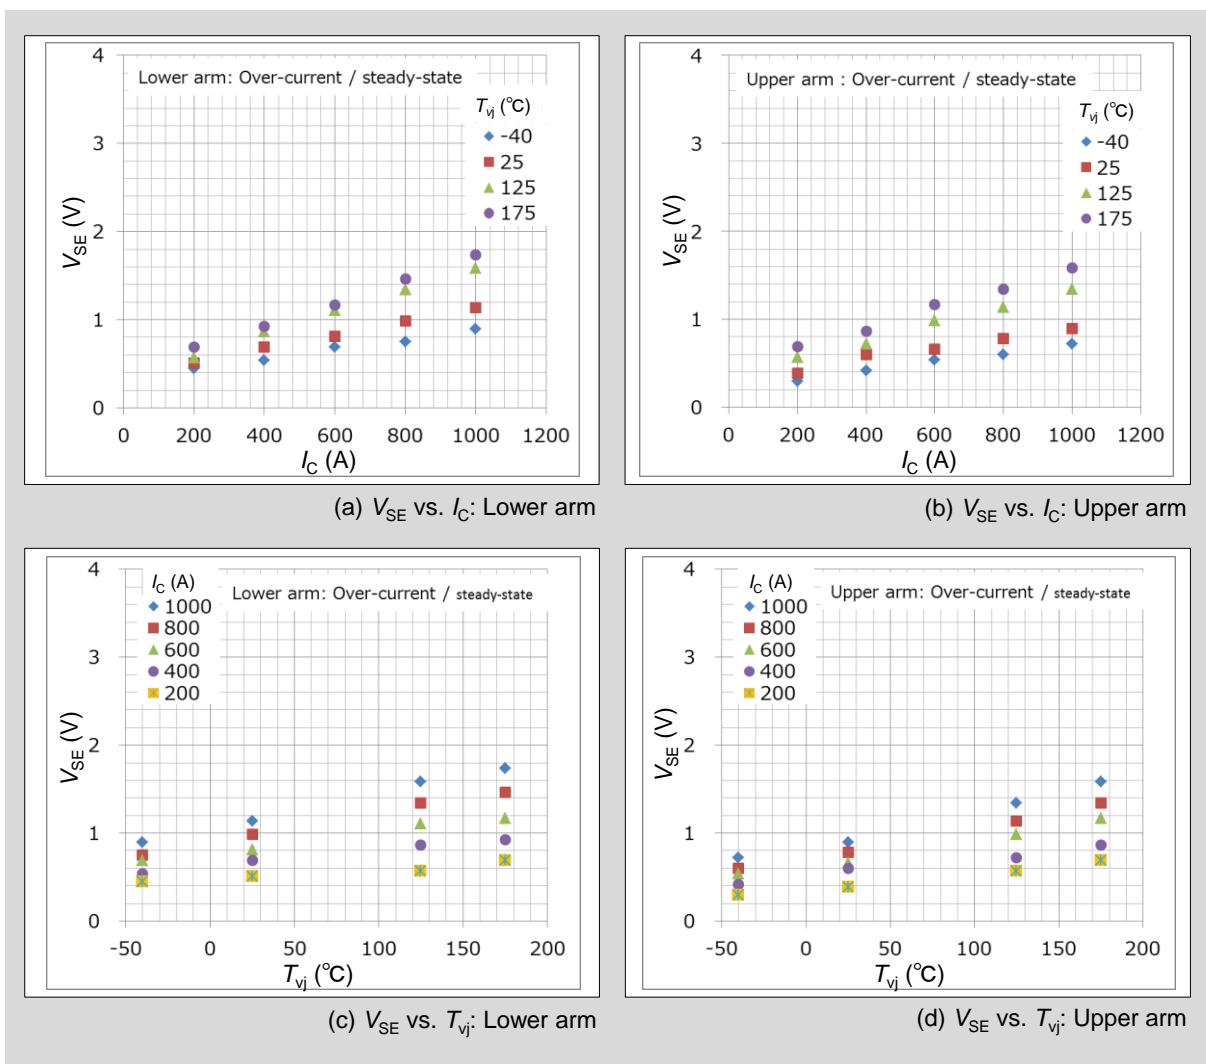 Lower arm: Over-current / steady-state
Tvj (℃)
-40
25
125
175
VSE (V)
4
3
2
1
0
0 200 400 600 800 1000 1200
IC (A)
(a) VSE vs. IC: Lower arm
Upper arm : Over-current / steady-state
Tvj (℃)
-40
25
125
175
VSE (V)
4
3
2
1
0
0 200 400 600 800 1000 1200
IC (A)
(b) VSE vs. IC: Upper arm
IC (A)
1000
800
600
400
200
Lower arm: Over-current / steady-state
VSE (V)
4
3
2
1
0
-50 0 50 100 150 200
Tvj (℃)
(c) VSE vs. Tvj: Lower arm
IC (A)
1000
800
600
400
200
Upper arm: Over-current / steady-state
VSE (V)
4
3
2
1
0
-50 0 50 100 150 200
Tvj (℃)
(d) VSE vs. Tvj: Upper arm